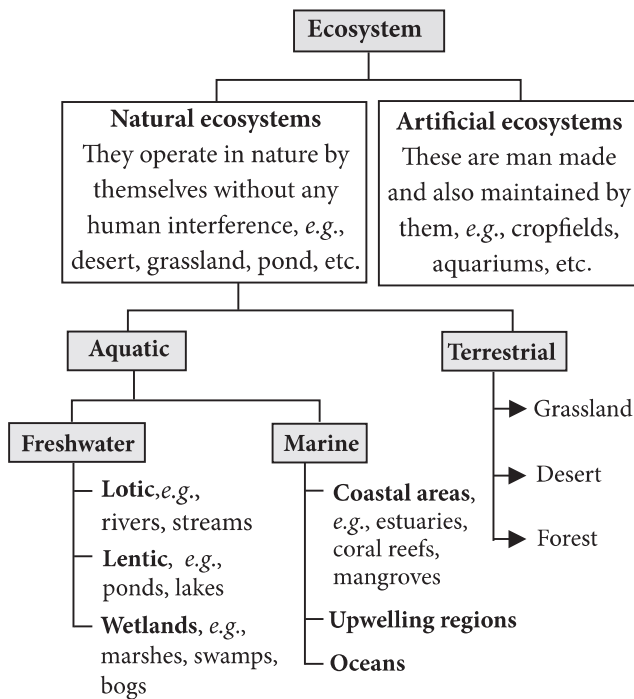 Ecosystem
Natural ecosystems
They operate in nature by
themselves without any
human interference, e.g.,
desert, grassland, pond, etc.
Artificial ecosystems
These are man made
and also maintained by
them, e.g., cropfields,
aquariums, etc.
Aquatic
Terrestrial
Freshwater
Lotic,e.g.,
rivers, streams
Lentic, e.g.,
ponds, lakes
Wetlands, e.g.,
marshes, swamps,
bogs
Marine
Coastal areas,
e.g., estuaries,
coral reefs,
mangroves
Upwelling regions
Oceans
Grassland
Desert
Forest